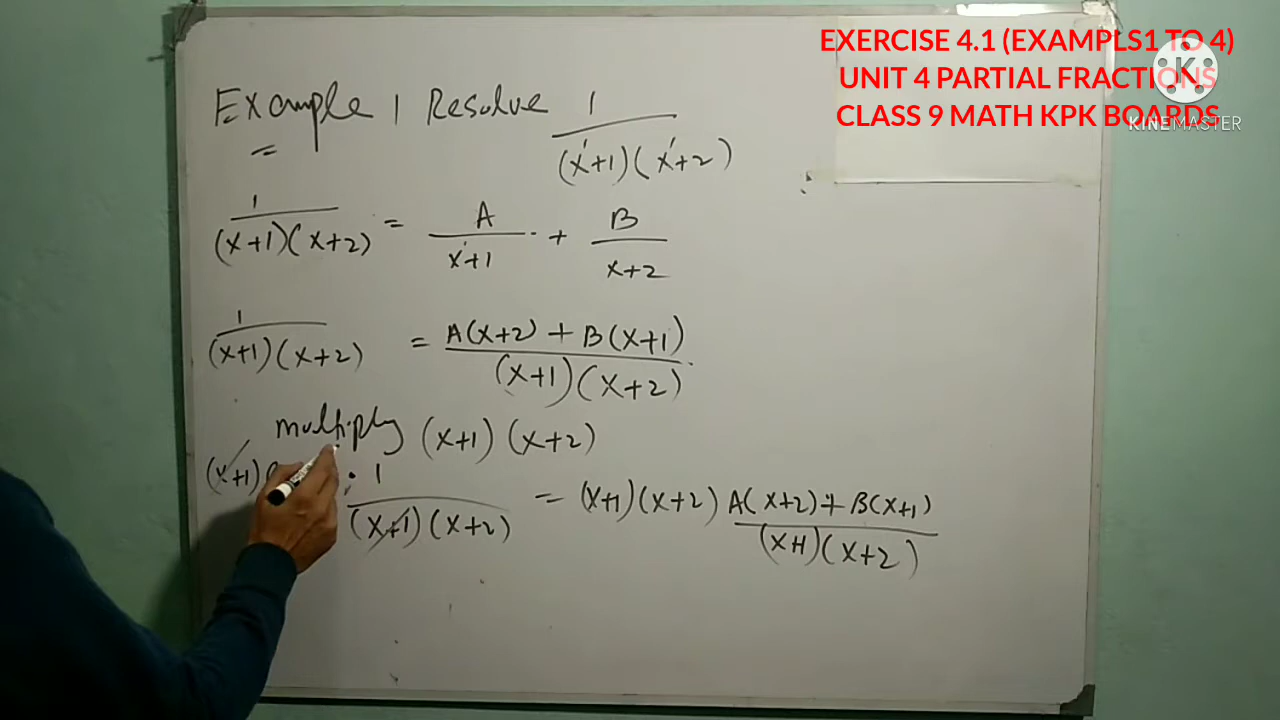 EXERCISE 4.1 (EXAMPLS1 TO 4)
UNIT 4 PARTIAL FRACTIONS
CLASS 9 MATH KPK BOARDS
K
KINEMASTER
Example 1 Resolve 1/(x+1)(x+2)
1/(x+1)(x+2) = A/x+1 + B/x+2
1/(x+1)(x+2) = A(x+2) + B(x+1)/(x+1)(x+2)
multiply (x+1) (x+2)
(x+1) · 1/(x+1)(x+2) = (x+1)(x+2) A(x+2) + B(x+1)/(x+1)(x+2)